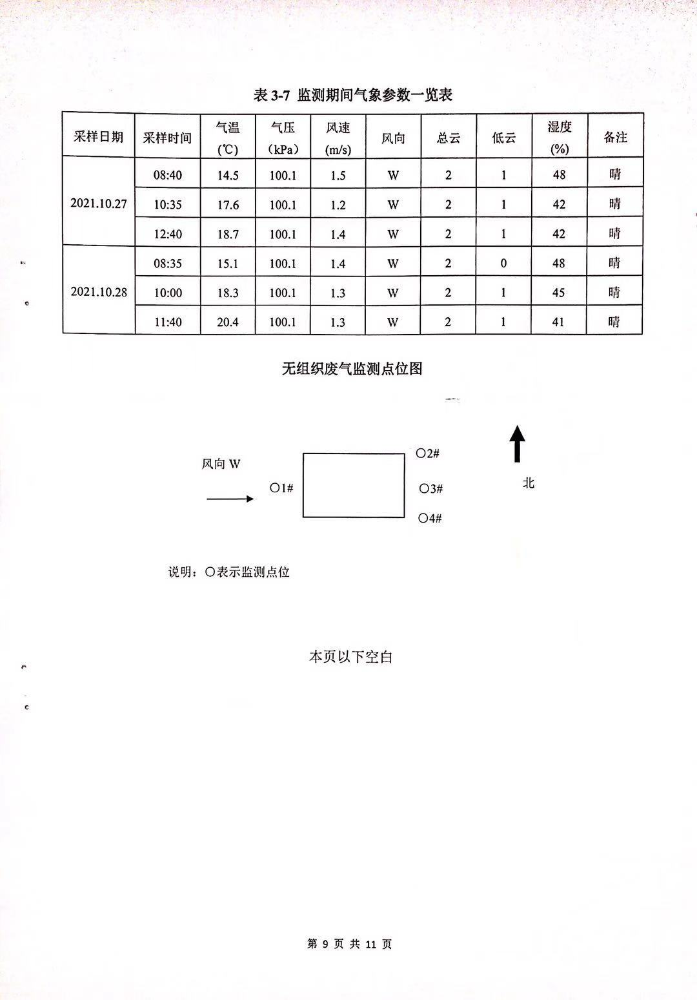 表 3-7 监测期间气象参数一览表
采样日期 采样时间 气温(℃) 气压（kPa） 风速(m/s) 风向 总云 低云 湿度(%) 备注
2021.10.27 08:40 14.5 100.1 1.5 W 2 1 48 晴
10:35 17.6 100.1 1.2 W 2 1 42 晴
12:40 18.7 100.1 1.4 W 2 1 42 晴
2021.10.28 08:35 15.1 100.1 1.4 W 2 0 48 晴
10:00 18.3 100.1 1.3 W 2 1 45 晴
11:40 20.4 100.1 1.3 W 2 1 41 晴
无组织废气监测点位图
风向 W
○1#
○2#
○3#
○4#
北
说明：○表示监测点位
本页以下空白
第 9 页 共 11 页